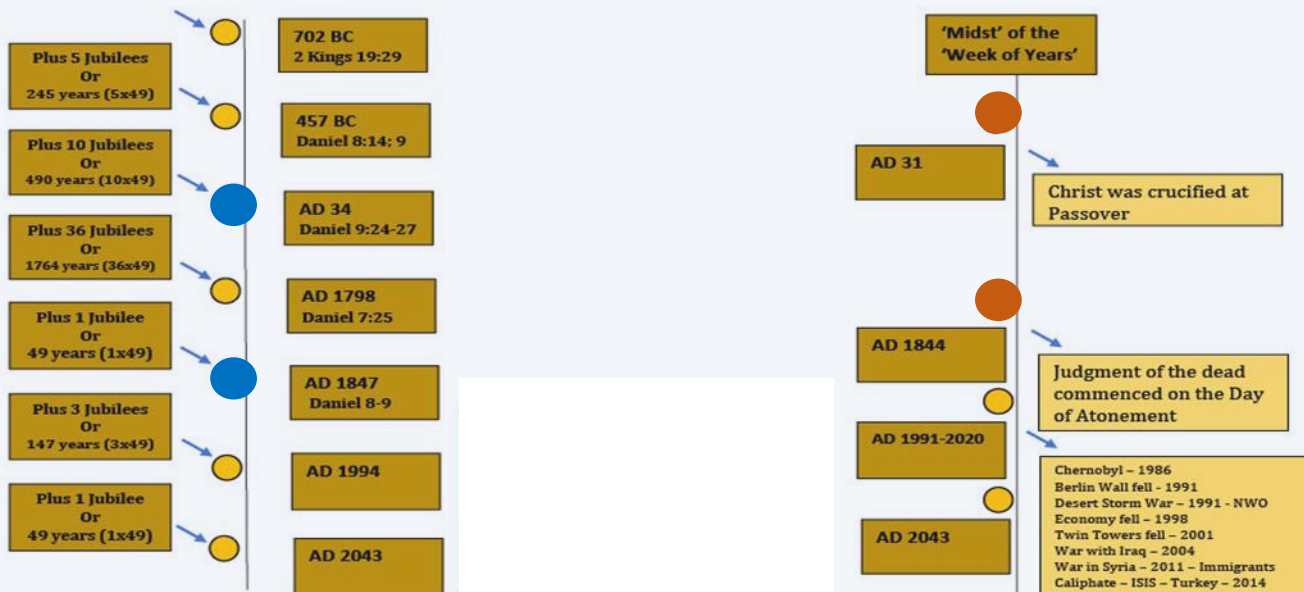 Plus 5 Jubilees
Or
245 years (5x49)
Plus 10 Jubilees
Or
490 years (10x49)
Plus 36 Jubilees
Or
1764 years (36x49)
Plus 1 Jubilee
Or
49 years (1x49)
Plus 3 Jubilees
Or
147 years (3x49)
Plus 1 Jubilee
Or
49 years (1x49)
702 BC
2 Kings 19:29
457 BC
Daniel 8:14; 9
AD 34
Daniel 9:24-27
AD 1798
Daniel 7:25
AD 1847
Daniel 8-9
AD 1994
AD 2043
‘Midst’ of the
‘Week of Years’
AD 31
Christ was crucified at
Passover
AD 1844
Judgment of the dead
commenced on the Day
of Atonement
AD 1991-2020
Chernobyl – 1986
Berlin Wall fell - 1991
Desert Storm War – 1991 - NWO
Economy fell – 1998
Twin Towers fell – 2001
War with Iraq – 2004
War in Syria – 2011 – Immigrants
Caliphate – ISIS – Turkey – 2014
AD 2043